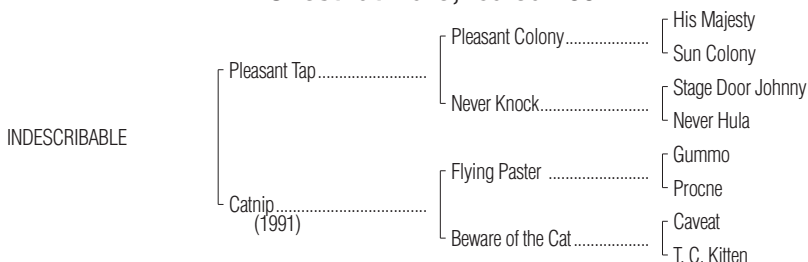 His Majesty
Pleasant Colony....................
Sun Colony
Pleasant Tap..........................
Stage Door Johnny
Never Knock..........................
Never Hula
INDESCRIBABLE
Gummo
Flying Paster ........................
Procne
Catnip....................................
(1991)
Caveat
Beware of the Cat..................
T. C. Kitten